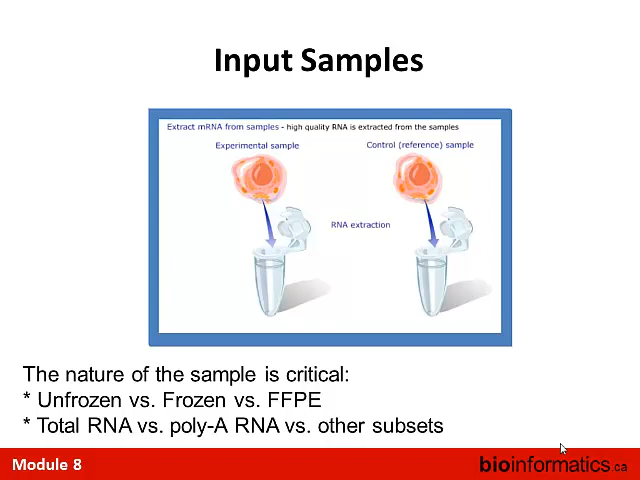 Input Samples
Extract mRNA from samples - high quality RNA is extracted from the samples
Experimental sample
Control (reference) sample
RNA extraction
The nature of the sample is critical:
* Unfrozen vs. Frozen vs. FFPE
* Total RNA vs. poly-A RNA vs. other subsets
Module 8
bioinformatics.ca